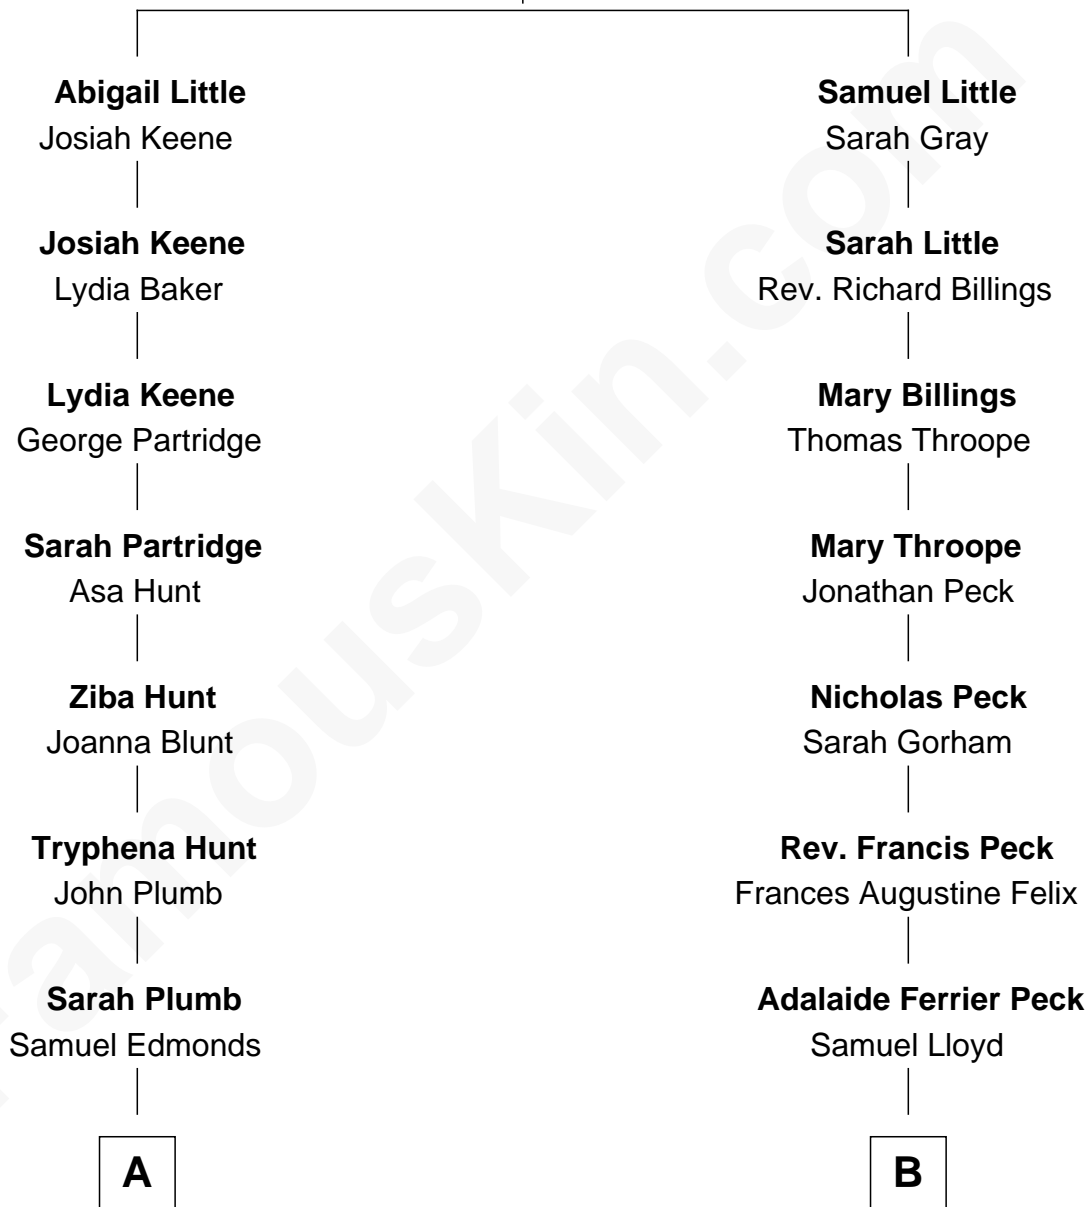 Abigail Little
Josiah Keene
Josiah Keene
Lydia Baker
Lydia Keene
George Partridge
Sarah Partridge
Asa Hunt
Ziba Hunt
Joanna Blunt
Tryphena Hunt
John Plumb
Sarah Plumb
Samuel Edmonds
A
Samuel Little
Sarah Gray
Sarah Little
Rev. Richard Billings
Mary Billings
Thomas Throope
Mary Throope
Jonathan Peck
Nicholas Peck
Sarah Gorham
Rev. Francis Peck
Frances Augustine Felix
Adalaide Ferrier Peck
Samuel Lloyd
B
FamousKin.com